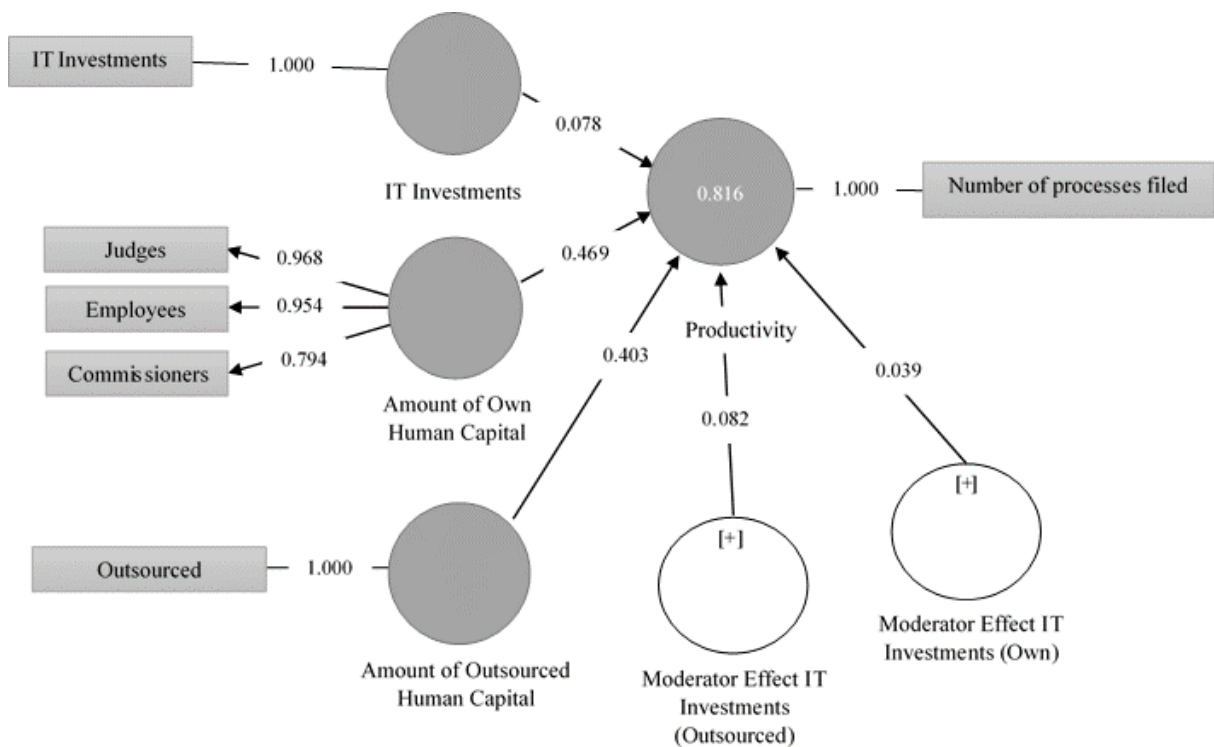 IT Investments
1.000
0.078
IT Investments
0.816
1.000
Number of processes filed
Judges
0.968
Employees
0.954
Commissioners
0.794
0.469
Amount of Own
Human Capital
Productivity
0.403
0.082
0.039
[+]
[+]
Outsourced
1.000
Amount of Outsourced
Human Capital
Moderator Effect IT
Investments
(Outsourced)
Moderator Effect IT
Investments (Own)